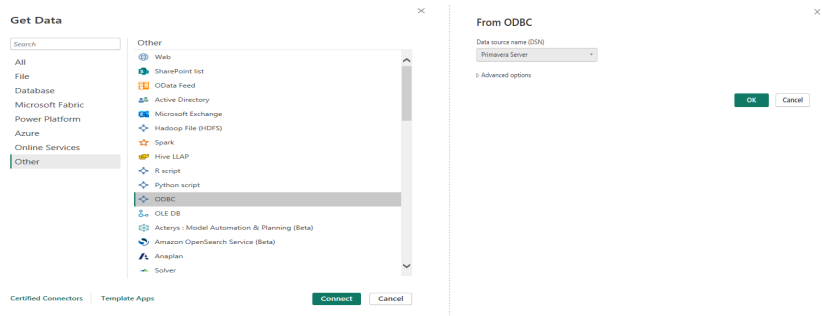 Get Data
Search
All
File
Database
Microsoft Fabric
Power Platform
Azure
Online Services
Other
Other
Web
SharePoint list
OData Feed
Active Directory
Microsoft Exchange
Hadoop File (HDFS)
Spark
Hive LLAP
R script
Python script
ODBC
OLE DB
Acterys : Model Automation & Planning (Beta)
Amazon OpenSearch Service (Beta)
Anaplan
Solver
Certified Connectors
Template Apps
Connect
Cancel
From ODBC
Data source name (DSN)
Primavera Server
Advanced options
OK
Cancel